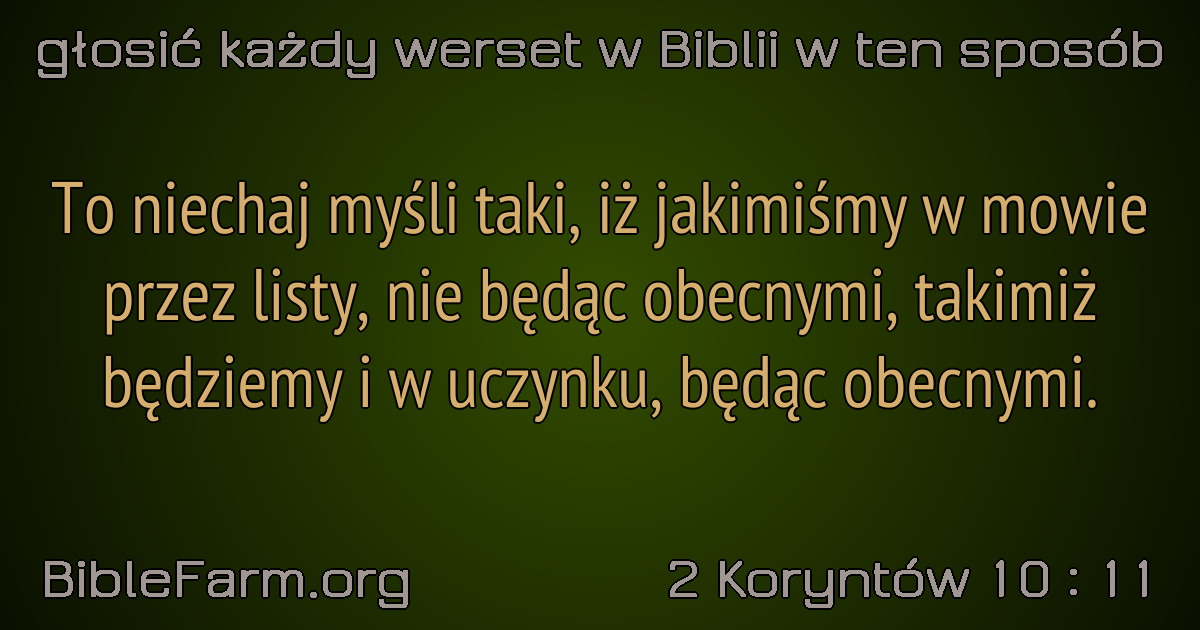 głosić każdy werset w Biblii w ten sposób
To niechaj myśli taki, iż jakimiśmy w mowie
przez listy, nie będąc obecnymi, takimiż
będziemy i w uczynku, będąc obecnymi.
BibleFarm.org
2 Koryntów 10 : 11